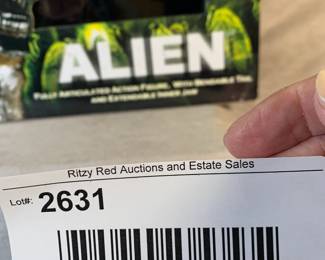 ALIEN
FULLY ARTICULATED ACTION FIGURE, WITH BENDABLE TAIL
AND EXTENDABLE INNER JAW
Ritzy Red Auctions and Estate Sales
Lot#: 2631